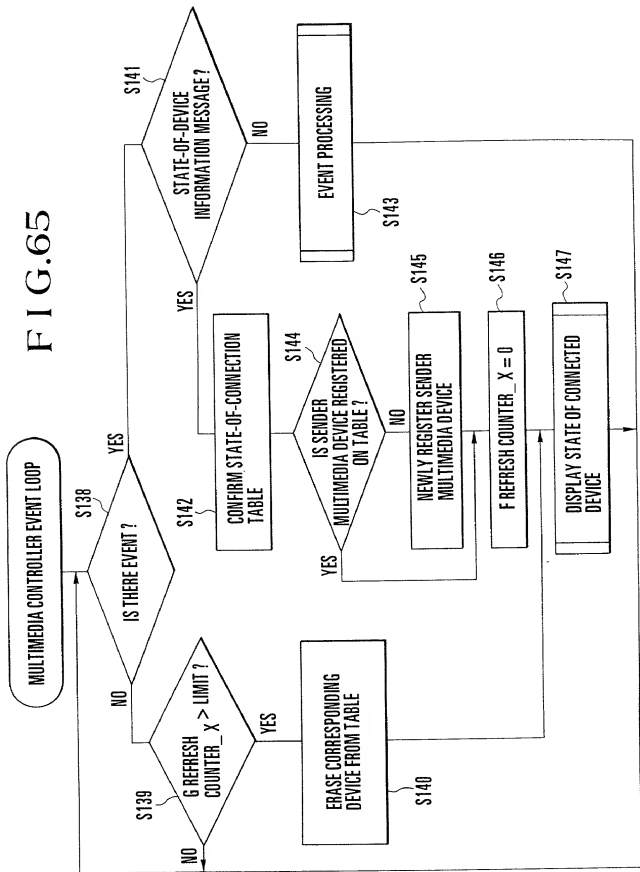 FIG.65
MULTIMEDIA CONTROLLER EVENT LOOP
S138
IS THERE EVENT ?
YES
NO
S139
G REFRESH
COUNTER_X > LIMIT ?
NO
YES
ERASE CORRESPONDING
DEVICE FROM TABLE
S140
S141
STATE-OF-DEVICE
INFORMATION MESSAGE?
YES
NO
S142
CONFIRM STATE-OF-CONNECTION
TABLE
EVENT PROCESSING
S143
S144
IS SENDER
MULTIMEDIA DEVICE REGISTERED
ON TABLE ?
YES
NO
S145
NEWLY REGISTER SENDER
MULTIMEDIA DEVICE
S146
F REFRESH COUNTER_X = 0
S147
DISPLAY STATE OF CONNECTED
DEVICE